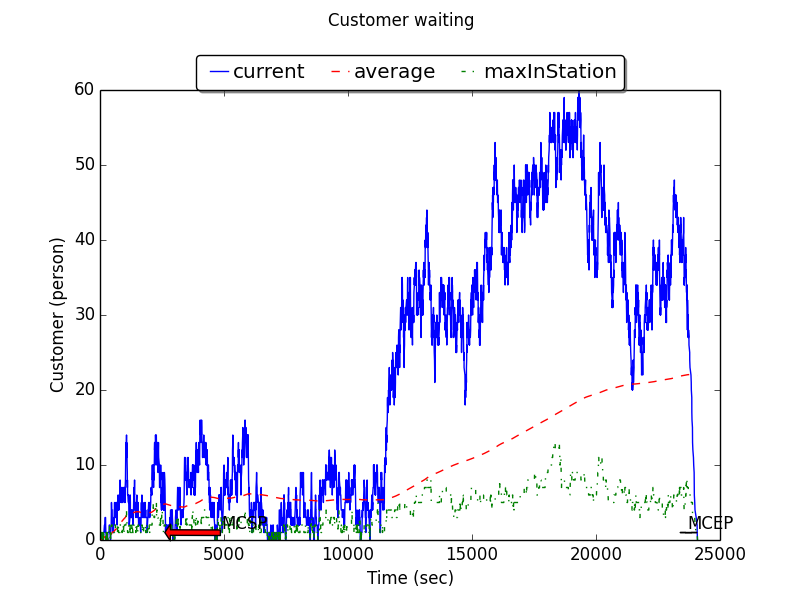 Customer waiting
current average maxInStation
60
50
40
30
20
10
0
Customer (person)
MCSP MCEP
0 5000 10000 15000 20000 25000
Time (sec)